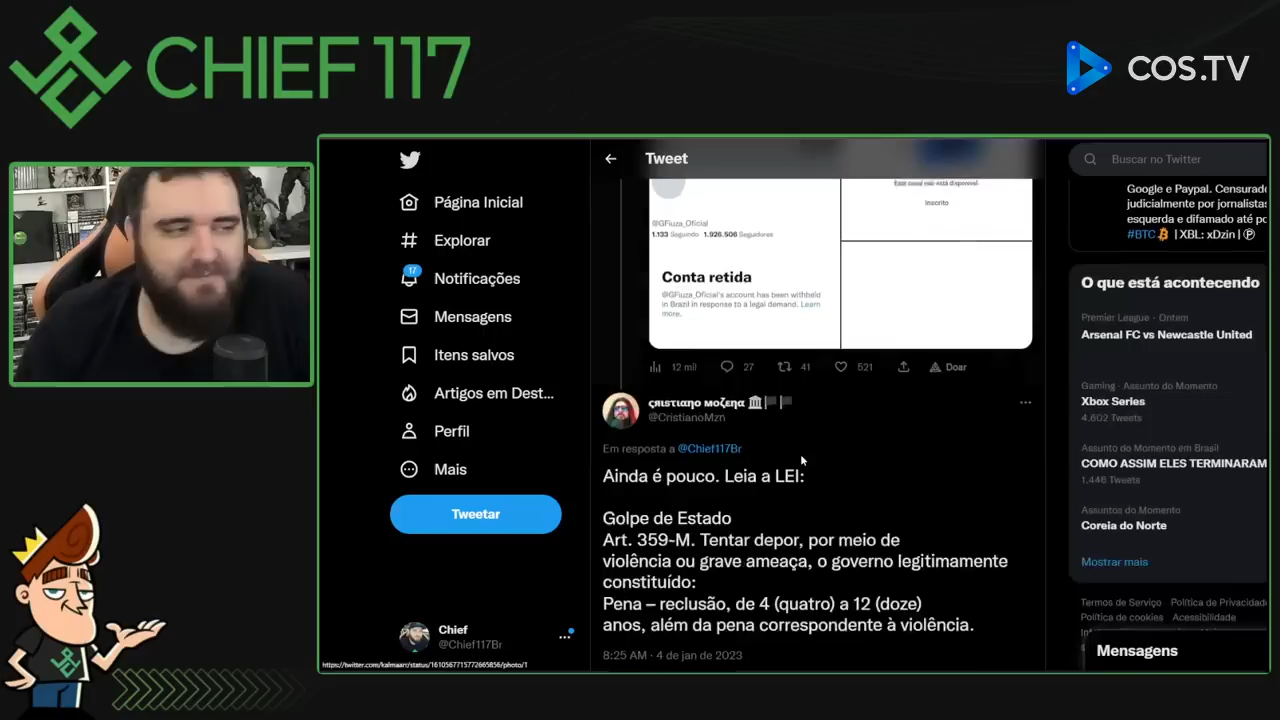 CHIEF 117
COS.TV
Tweet
Buscar no Twitter
Página Inicial
Explorar
17
Notificações
Mensagens
Itens salvos
Artigos em Dest...
Perfil
Mais
Tweetar
Chief
@Chief117Br
https://twitter.com/kalmaarr/status/1610567715772665856/photo/1
Inscrito
@GFiuza_Oficial
1.133 Seguindo 1.926.506 Seguidores
Conta retida
@GFiuza_Oficial's account has been withheld
in Brazil in response to a legal demand. Learn
more.
12 mil 27 41 521 Doar
@CristianoMzn
Em resposta a @Chief117Br
Ainda é pouco. Leia a LEI:
Golpe de Estado
Art. 359-M. Tentar depor, por meio de
violência ou grave ameaça, o governo legitimamente
constituído:
Pena – reclusão, de 4 (quatro) a 12 (doze)
anos, além da pena correspondente à violência.
8:25 AM · 4 de jan de 2023
Google e Paypal. Censurado
judicialmente por jornalistas
#BTC | XBL: xDzin |
O que está acontecendo
Premier League · Ontem
Arsenal FC vs Newcastle United
Gaming · Assunto do Momento
Xbox Series
4.602 Tweets
Assunto do Momento em Brasil
COMO ASSIM ELES TERMINARAM
1.446 Tweets
Assuntos do Momento
Coreia do Norte
Mostrar mais
Termos de Serviço Política de Privacidad
Política de cookies Acessibilidade
Mensagens